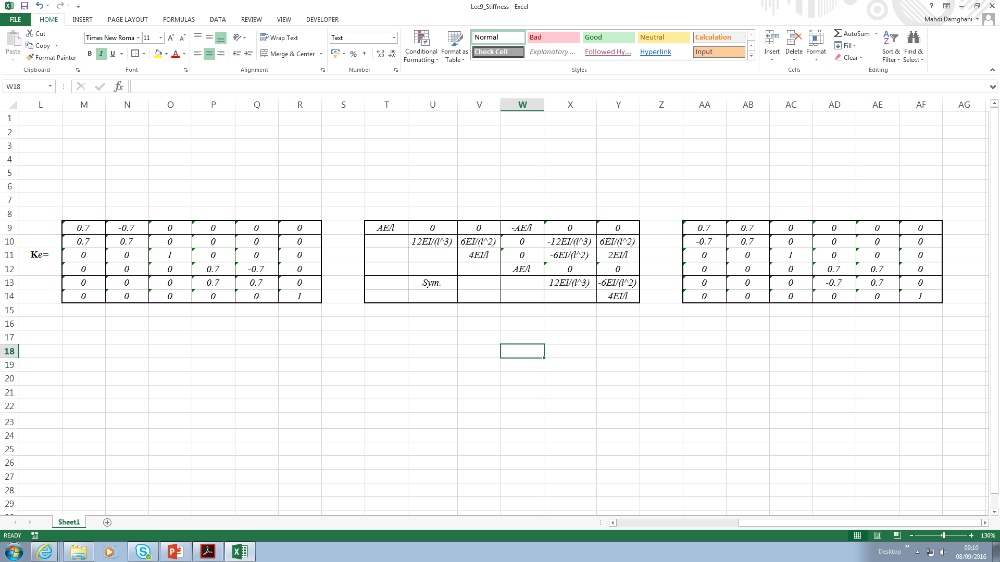 Lec9_Stiffness - Excel
FILE HOME INSERT PAGE LAYOUT FORMULAS DATA REVIEW VIEW DEVELOPER Mahdi Damghani
Paste Cut Copy Format Painter
Times New Roma 11
B I U A
Wrap Text
Merge & Center
Text
%
Conditional Formatting Format as Table
Normal Bad Good Neutral Calculation
Check Cell Explanatory ... Followed Hy... Hyperlink Input
Insert Delete Format
AutoSum Fill Clear
Sort & Filter Find & Select
Clipboard Font Alignment Number Styles Cells Editing
W18 fx
L M N O P Q R S T U V W X Y Z AA AB AC AD AE AF AG
1
2
3
4
5
6
7
8
9 0.7 -0.7 0 0 0 0 AE/l 0 0 -AE/l 0 0 0.7 0.7 0 0 0 0
10 0.7 0.7 0 0 0 0 12EI/(l^3) 6EI/(l^2) 0 -12EI/(l^3) 6EI/(l^2) -0.7 0.7 0 0 0 0
11 Ke= 0 0 1 0 0 0 4EI/l 0 -6EI/(l^2) 2EI/l 0 0 1 0 0 0
12 0 0 0 0.7 -0.7 0 AE/l 0 0 0 0 0 0.7 0.7 0
13 0 0 0 0.7 0.7 0 Sym. 12EI/(l^3) -6EI/(l^2) 0 0 0 -0.7 0.7 0
14 0 0 0 0 0 1 4EI/l 0 0 0 0 0 1
15
16
17
18
19
20
21
22
23
24
25
26
27
28
29
Sheet1
READY 130%
Desktop 09:10
08/09/2016